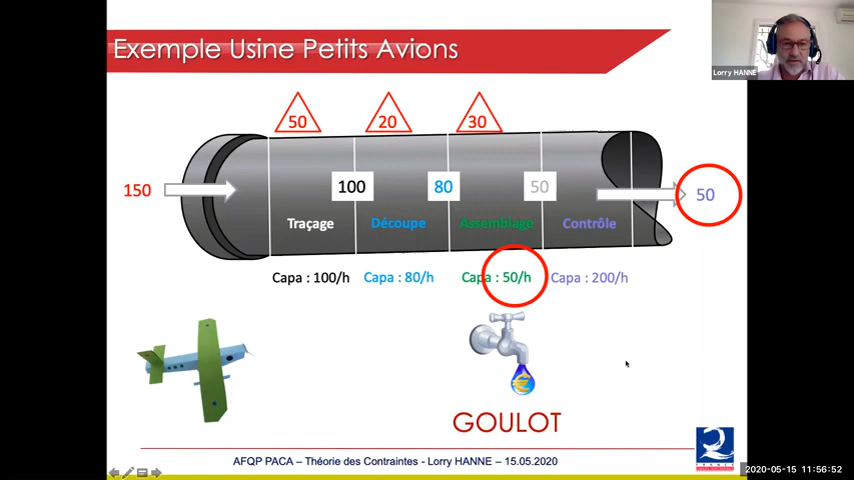 Exemple Usine Petits Avions
Lorry HANNE
50
20
30
150
100
80
50
50
Traçage
Découpe
Assemblage
Contrôle
Capa : 100/h
Capa : 80/h
Capa : 50/h
Capa : 200/h
€
GOULOT
AFQP PACA – Théorie des Contraintes - Lorry HANNE – 15.05.2020
FRANCE
2020-05-15 11:56:52